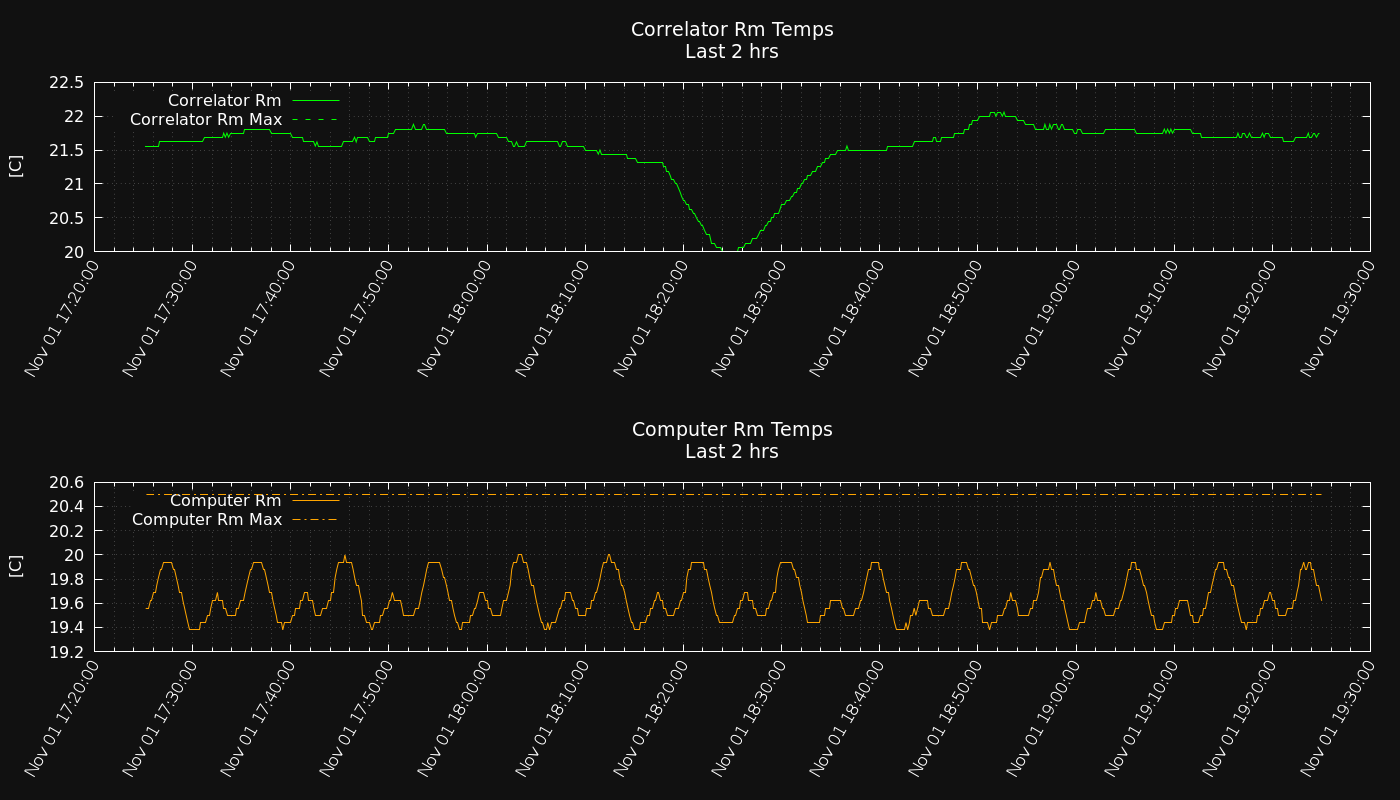 Correlator Rm Temps
Last 2 hrs
22.5
22
21.5
21
20.5
20
[C]
Correlator Rm
Correlator Rm Max
Nov 01 17:20:00
Nov 01 17:30:00
Nov 01 17:40:00
Nov 01 17:50:00
Nov 01 18:00:00
Nov 01 18:10:00
Nov 01 18:20:00
Nov 01 18:30:00
Nov 01 18:40:00
Nov 01 18:50:00
Nov 01 19:00:00
Nov 01 19:10:00
Nov 01 19:20:00
Nov 01 19:30:00
Computer Rm Temps
Last 2 hrs
20.6
20.4
20.2
20
19.8
19.6
19.4
19.2
[C]
Computer Rm
Computer Rm Max
Nov 01 17:20:00
Nov 01 17:30:00
Nov 01 17:40:00
Nov 01 17:50:00
Nov 01 18:00:00
Nov 01 18:10:00
Nov 01 18:20:00
Nov 01 18:30:00
Nov 01 18:40:00
Nov 01 18:50:00
Nov 01 19:00:00
Nov 01 19:10:00
Nov 01 19:20:00
Nov 01 19:30:00